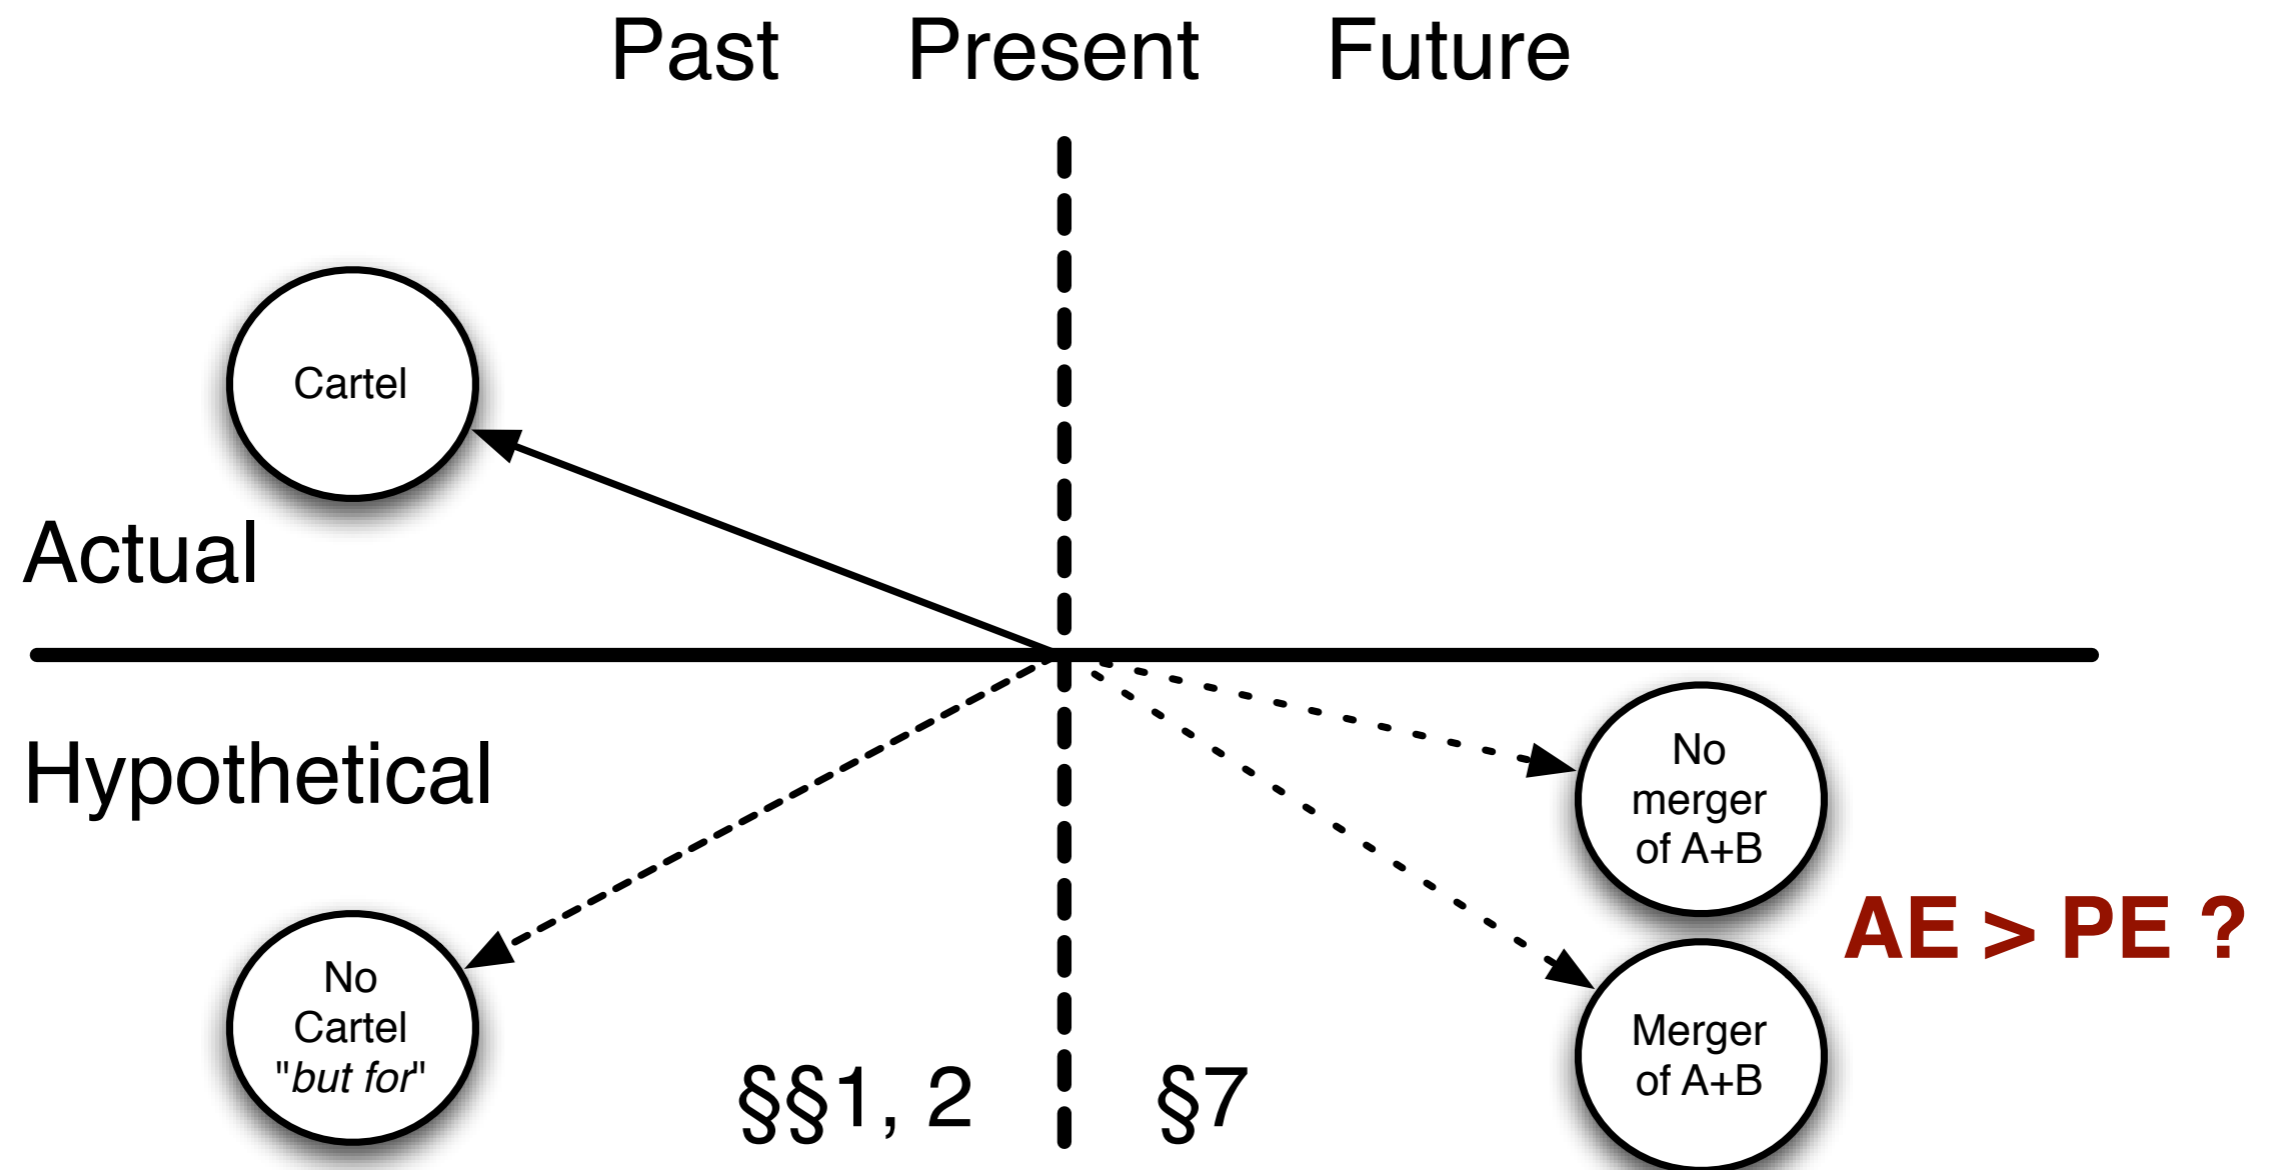 Past Present Future
Cartel
Actual
Hypothetical
No
merger
of A+B
AE > PE ?
No
Cartel
"but for"
Merger
of A+B
§§1, 2 §7